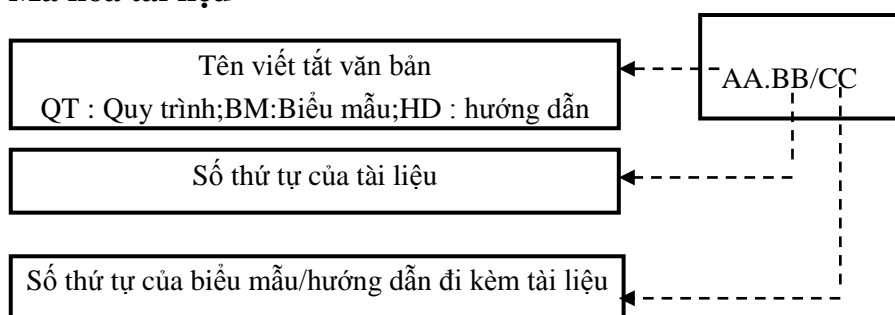 Mã hóa tài liệu
Tên viết tắt văn bản
QT : Quy trình;BM:Biểu mẫu;HD : hướng dẫn
AA.BB/CC
Số thứ tự của tài liệu
Số thứ tự của biểu mẫu/hướng dẫn đi kèm tài liệu